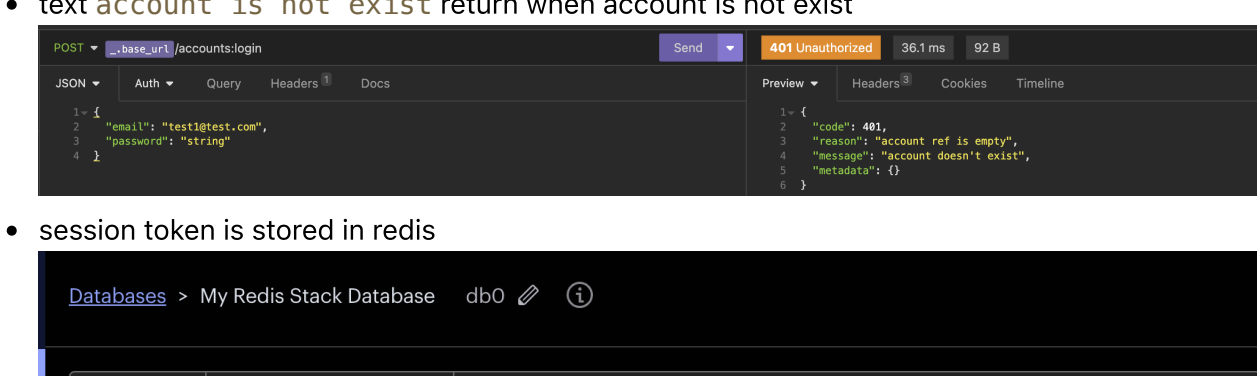 text account is not exist return when account is not exist
POST _.base_url /accounts:login Send 401 Unauthorized 36.1 ms 92 B
JSON Auth Query Headers 1 Docs Preview Headers 3 Cookies Timeline
1 {
2 "email": "test1@test.com",
3 "password": "string"
4 }
1 {
2 "code": 401,
3 "reason": "account ref is empty",
4 "message": "account doesn't exist",
5 "metadata": {}
6 }
session token is stored in redis
Databases > My Redis Stack Database db0